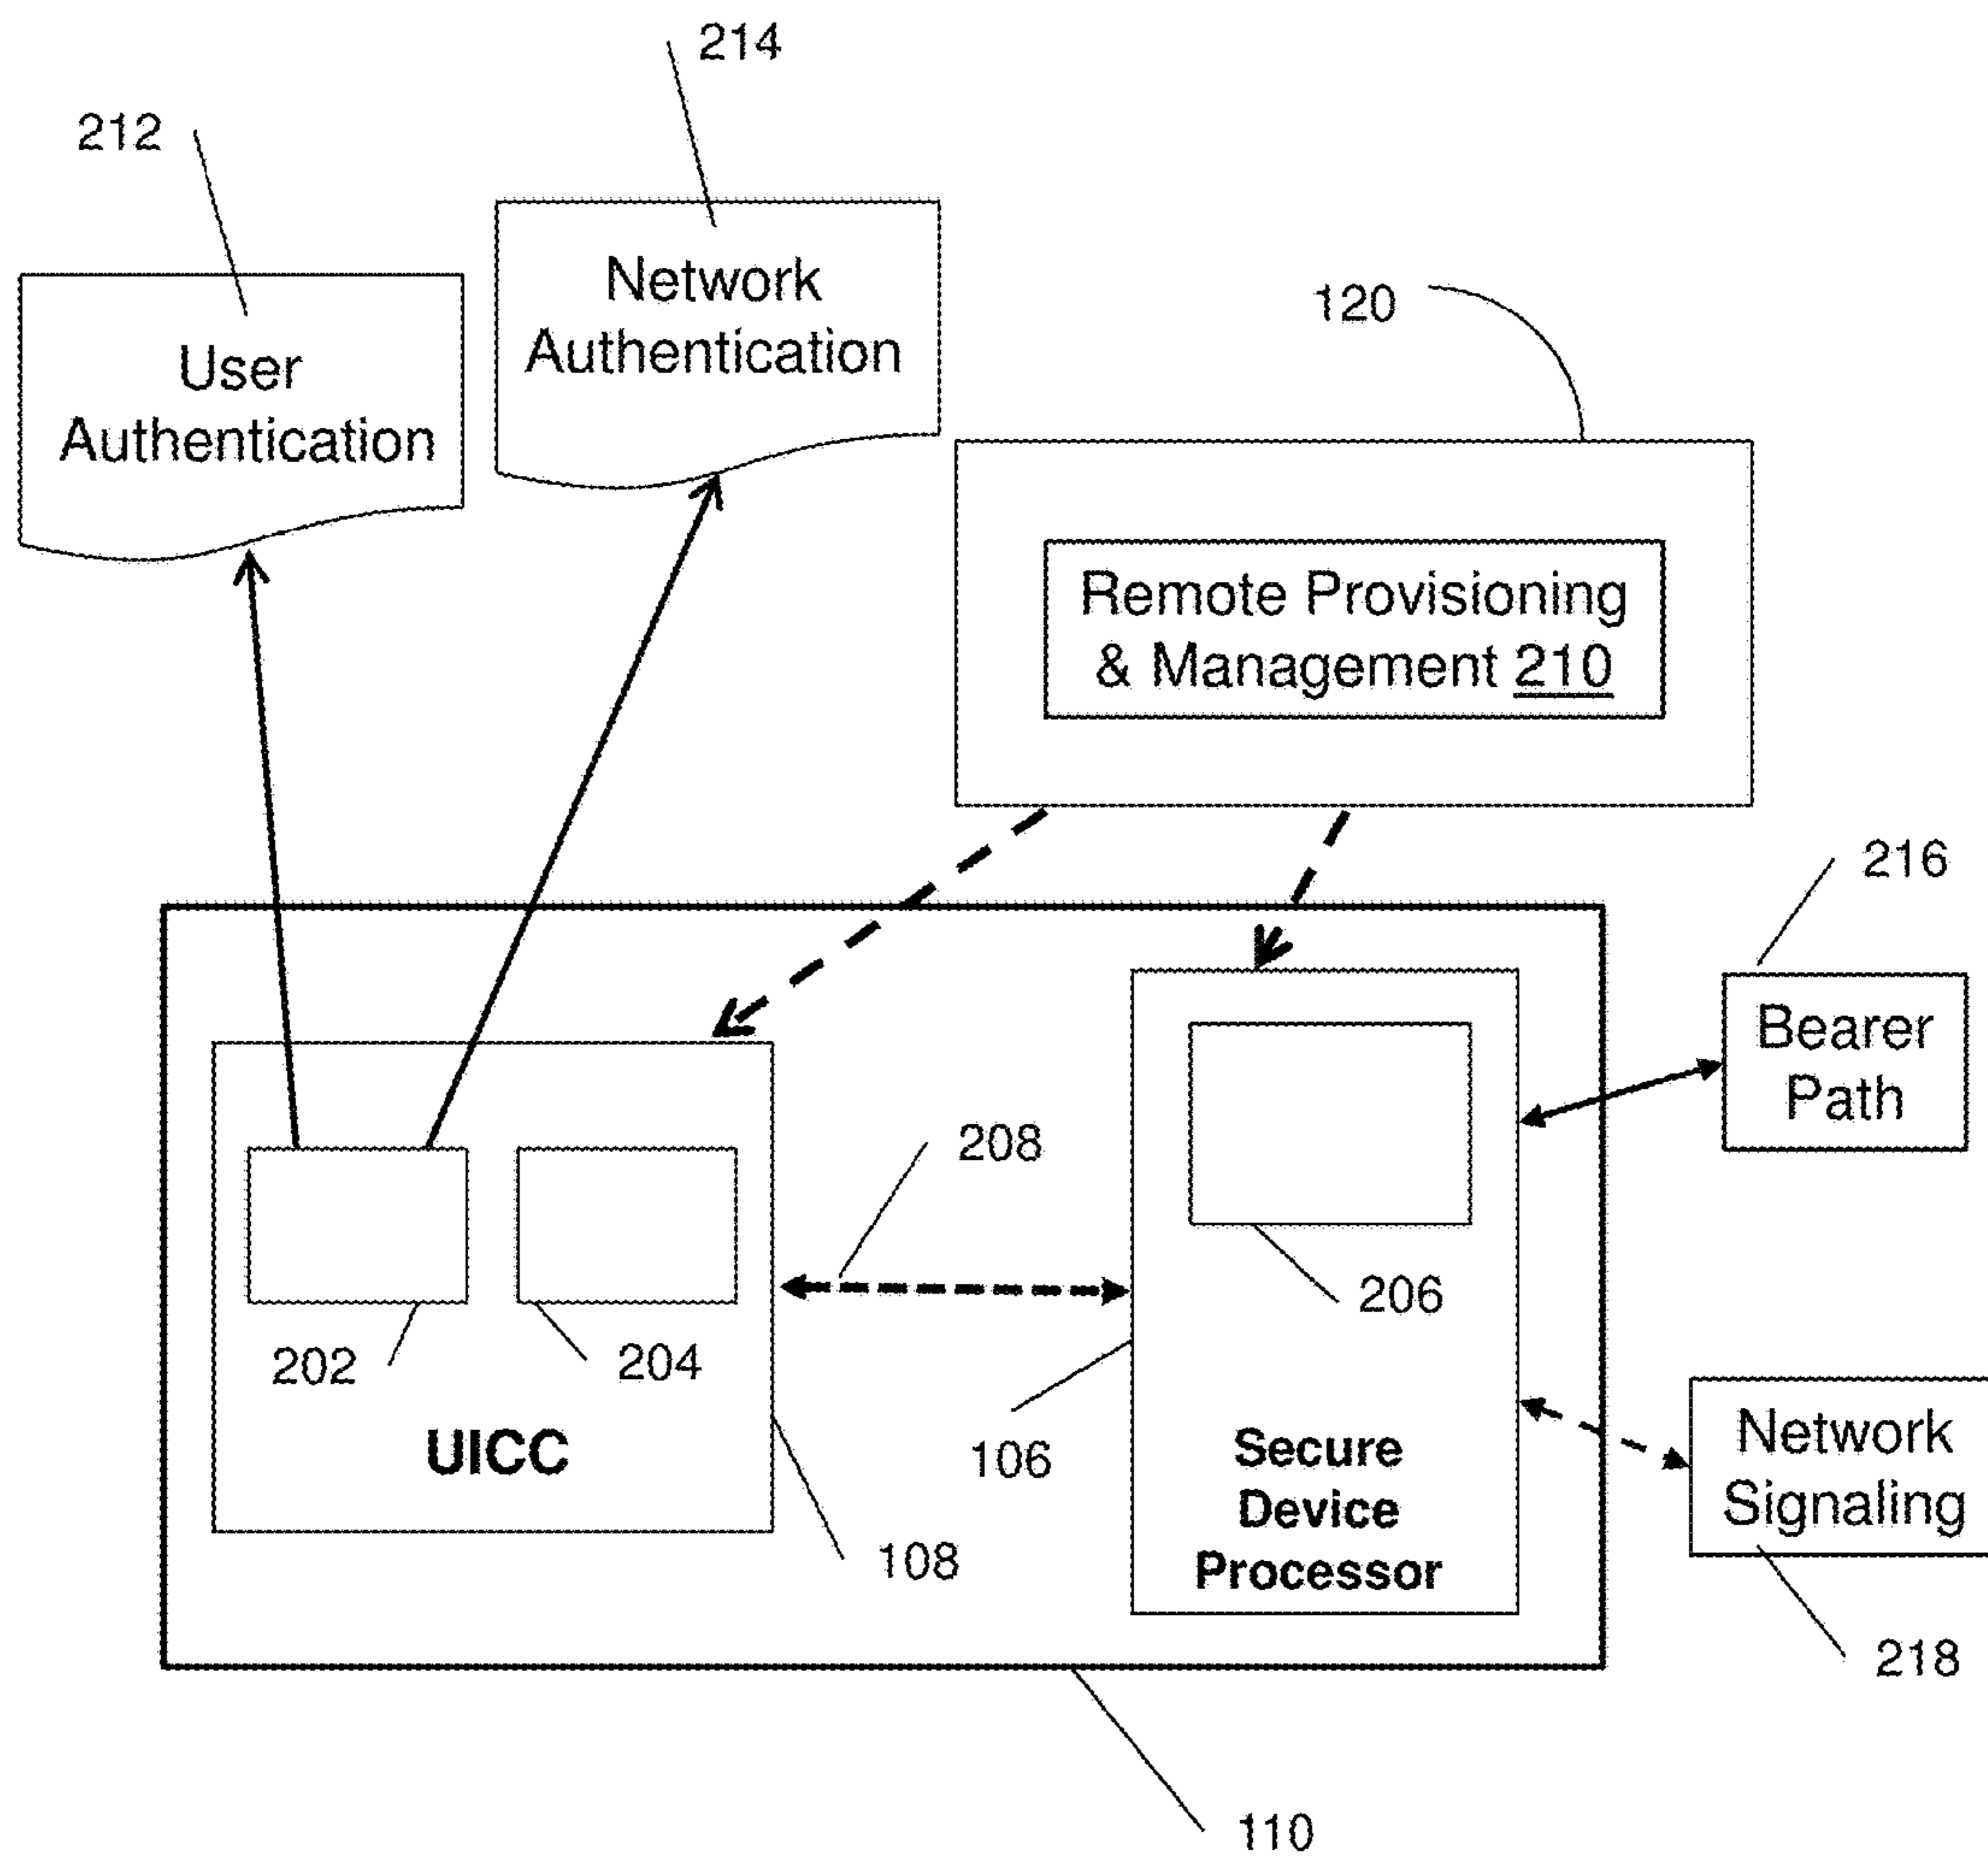 214
212
Network
Authentication
120
User
Authentication
Remote Provisioning
& Management 210
216
Bearer
Path
208
206
202
204
UICC
106
Secure
Device
Processor
Network
Signaling
108
218
110